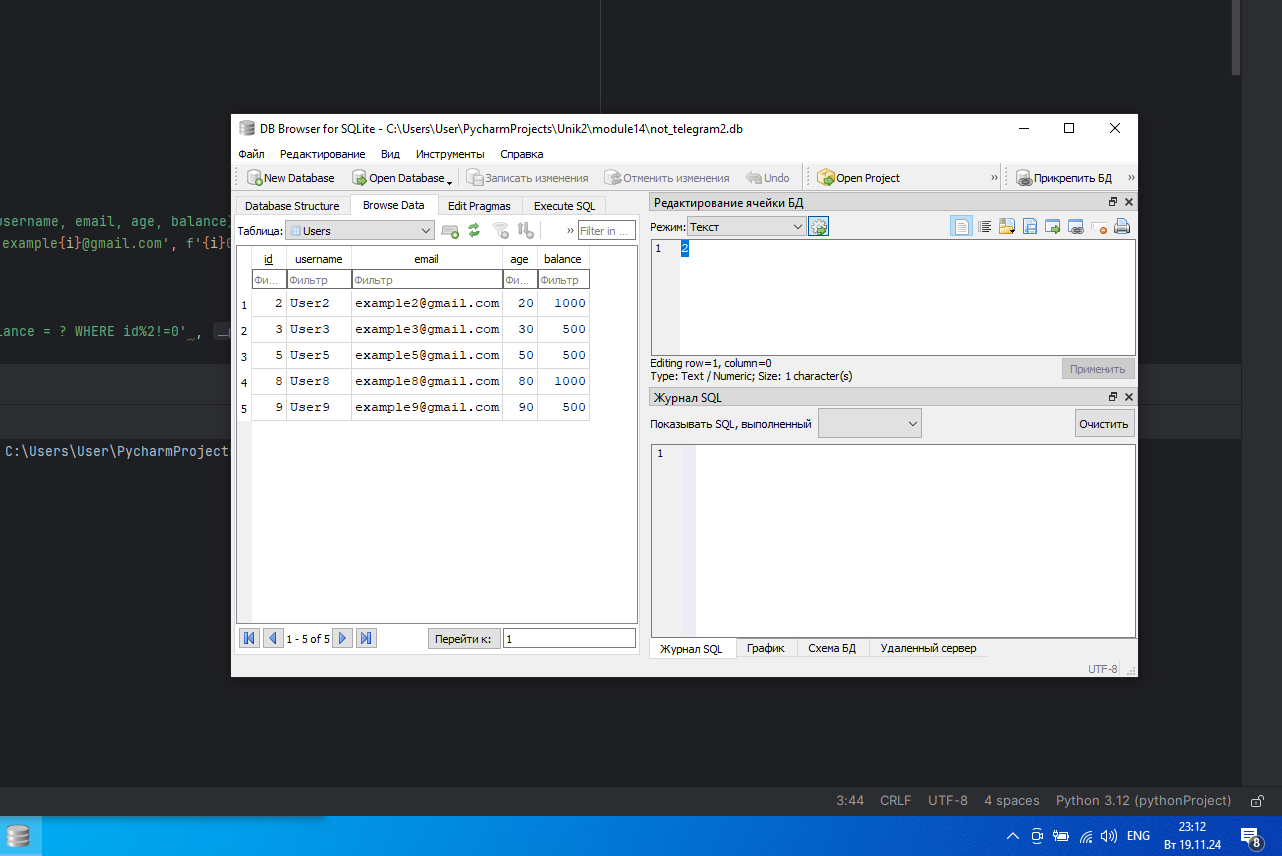 DB Browser for SQLite - C:\Users\User\PycharmProjects\Unik2\module14\not_telegram2.db
Файл Редактирование Вид Инструменты Справка
New Database Open Database Записать изменения Отменить изменения Undo Open Project » Прикрепить БД »
Database Structure Browse Data Edit Pragmas Execute SQL
Таблица: Users » Filter in ...
id username email age balance
Фи... Фильтр Фильтр Фи... Фильтр
1 2 User2 example2@gmail.com 20 1000
2 3 User3 example3@gmail.com 30 500
3 5 User5 example5@gmail.com 50 500
4 8 User8 example8@gmail.com 80 1000
5 9 User9 example9@gmail.com 90 500
1 - 5 of 5 Перейти к: 1
Редактирование ячейки БД
Режим: Текст
1 2
Editing row=1, column=0
Type: Text / Numeric; Size: 1 character(s)
Применить
Журнал SQL
Показывать SQL, выполненный Очистить
1
Журнал SQL График Схема БД Удаленный сервер
UTF-8
username, email, age, balance)
example{i}@gmail.com', f'{i}
lance = ? WHERE id%2!=0',
C:\Users\User\PycharmProject
3:44 CRLF UTF-8 4 spaces Python 3.12 (pythonProject)
ENG
23:12
Вт 19.11.24
8